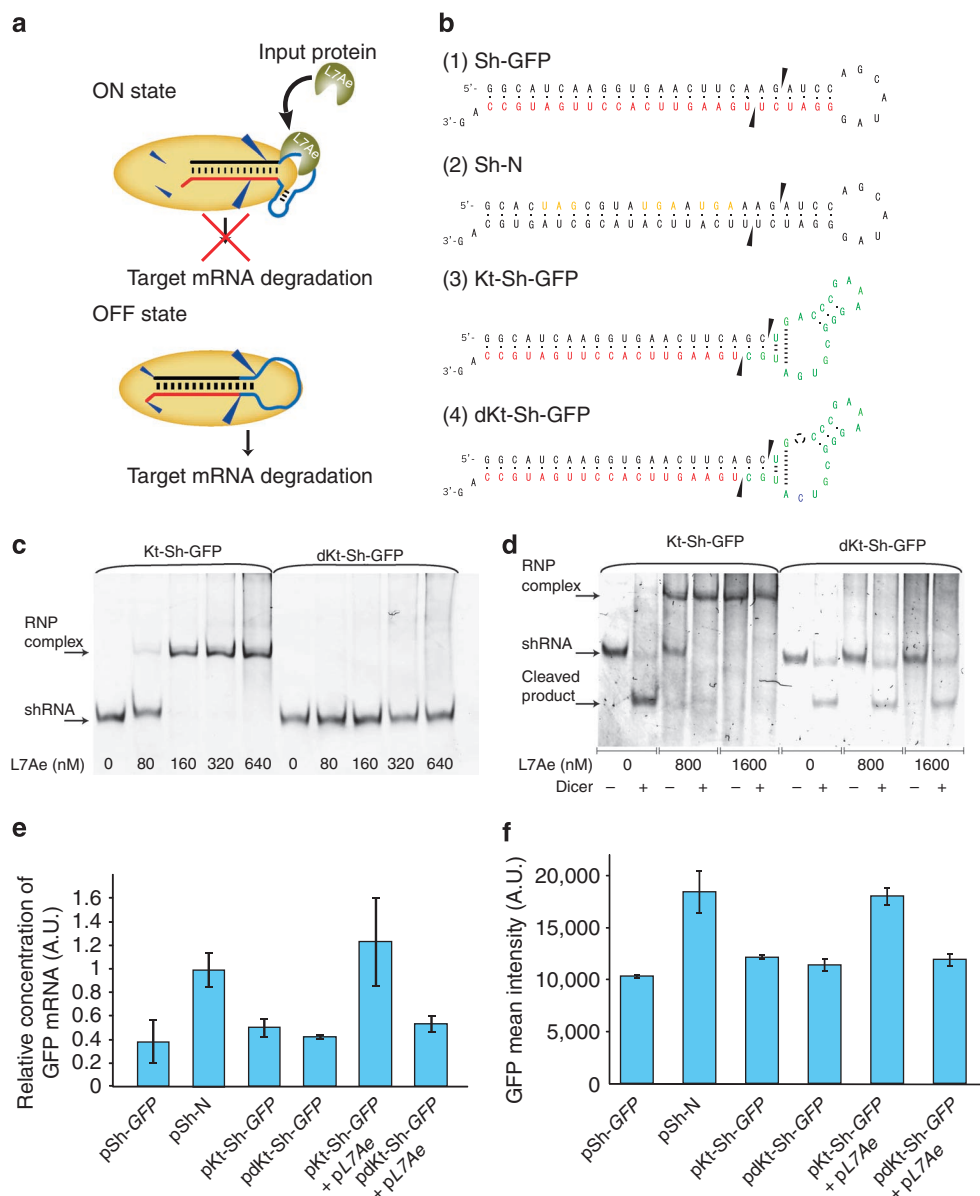 a
Input protein
ON state
L7Ae
L7Ae
Target mRNA degradation
OFF state
Target mRNA degradation
b
(1) Sh-GFP
5'- G G C A U C A A G G U G A A C U U C A A G A U C C A G C A U A G
3'-G A C C G U A G U U C C A C U U G A A G U U C U A G G
(2) Sh-N
5'- G C A C U A G C G U A U G A A U G A A A G A U C C A G C A U A G
3'-G A C G U G A U C G C A U A C U U A C U U U C U A G G
(3) Kt-Sh-GFP
5'- G G C A U C A A G G U G A A C U U C A G C U G A C C C G A A A G G G C G U G A
3'-G A C C G U A G U U C C A C U U G A A G U C G U
(4) dKt-Sh-GFP
5'- G G C A U C A A G G U G A A C U U C A G C U G C C C G A A A G G G C G U C A
3'-G A C C G U A G U U C C A C U U G A A G U C G U
c
Kt-Sh-GFP dKt-Sh-GFP
RNP
complex
shRNA
L7Ae (nM) 0 80 160 320 640 0 80 160 320 640
d
Kt-Sh-GFP dKt-Sh-GFP
RNP
complex
shRNA
Cleaved
product
L7Ae (nM) 0 800 1600 0 800 1600
Dicer − + − + − + − + − + − +
e
Relative concentration of
GFP mRNA (A.U.)
1.6
1.4
1.2
1
0.8
0.6
0.4
0.2
0
pSh-GFP
pSh-N
pKt-Sh-GFP
pdKt-Sh-GFP
pKt-Sh-GFP
+ pL7Ae
pdKt-Sh-GFP
+ pL7Ae
f
GFP mean intensity (A.U.)
20,000
15,000
10,000
5,000
0
pSh-GFP
pSh-N
pKt-Sh-GFP
pdKt-Sh-GFP
pKt-Sh-GFP
+ pL7Ae
pdKt-Sh-GFP
+ pL7Ae